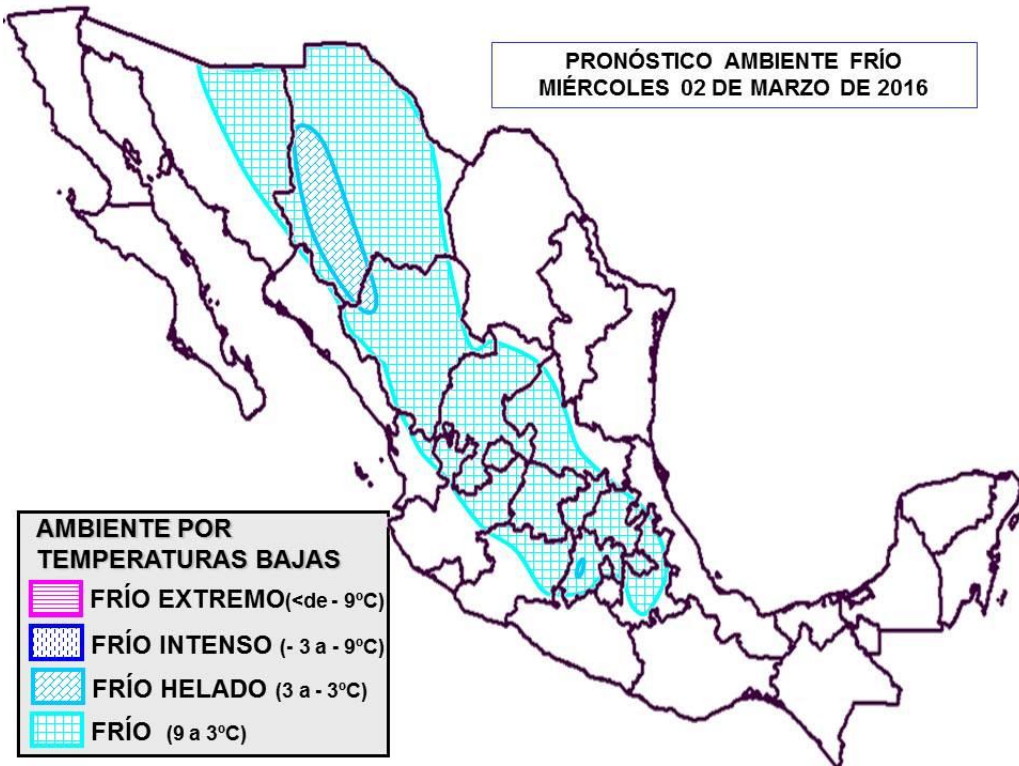 PRONÓSTICO AMBIENTE FRÍO
MIÉRCOLES 02 DE MARZO DE 2016
AMBIENTE POR
TEMPERATURAS BAJAS
FRÍO EXTREMO (<de - 9ºC)
FRÍO INTENSO (- 3 a - 9ºC)
FRÍO HELADO (3 a - 3ºC)
FRÍO (9 a 3ºC)